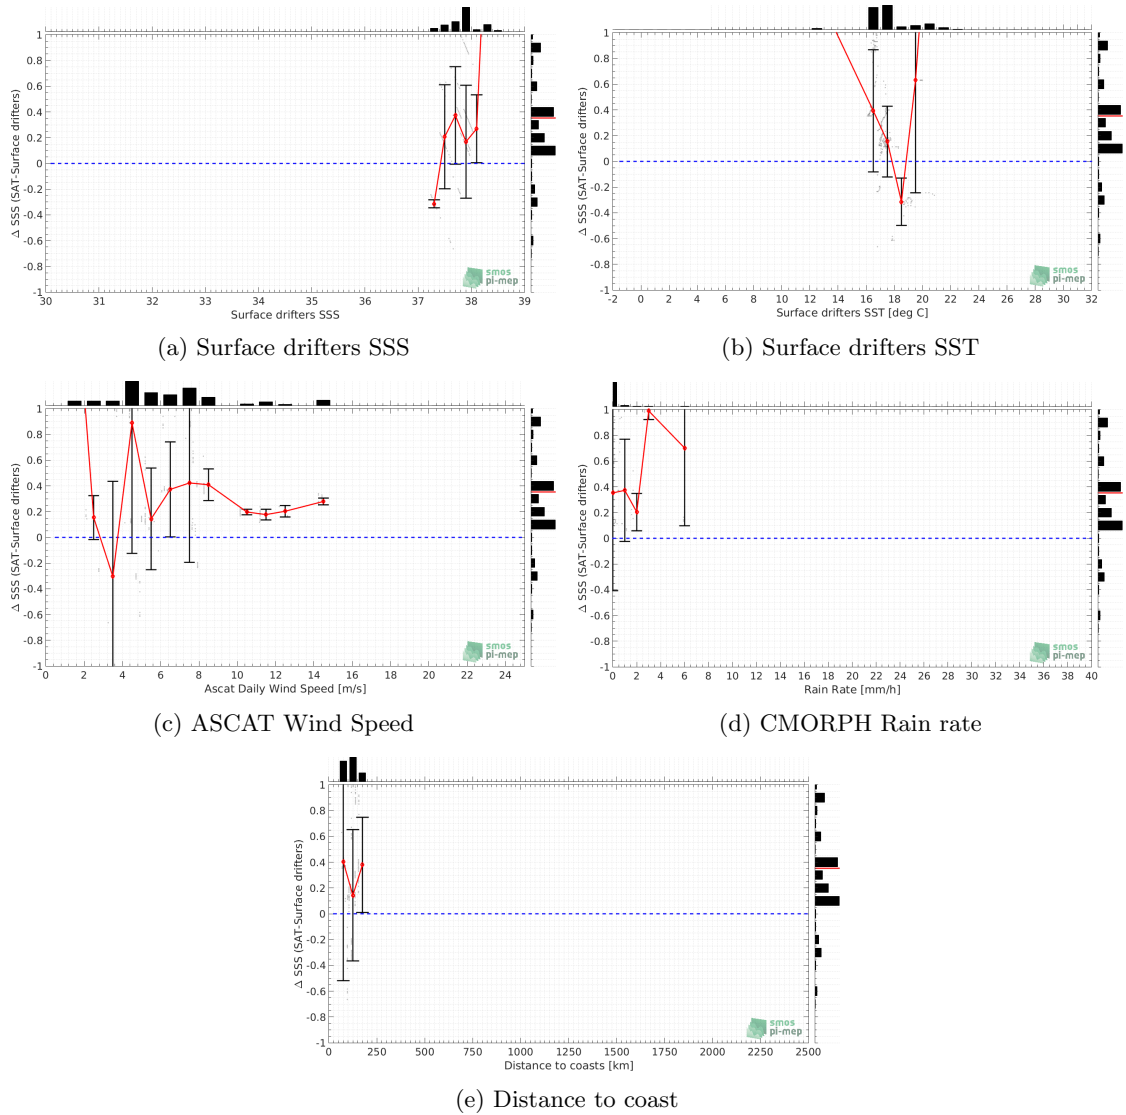 1
0.8
0.6
0.4
0.2
0
-0.2
-0.4
-0.6
-0.8
-1
Δ SSS (SAT-Surface drifters)
30 31 32 33 34 35 36 37 38 39
Surface drifters SSS
smos
pi-mep
(a) Surface drifters SSS
1
0.8
0.6
0.4
0.2
0
-0.2
-0.4
-0.6
-0.8
-1
Δ SSS (SAT-Surface drifters)
-2 0 2 4 6 8 10 12 14 16 18 20 22 24 26 28 30 32
Surface drifters SST [deg C]
smos
pi-mep
(b) Surface drifters SST
1
0.8
0.6
0.4
0.2
0
-0.2
-0.4
-0.6
-0.8
-1
Δ SSS (SAT-Surface drifters)
0 2 4 6 8 10 12 14 16 18 20 22 24
Ascat Daily Wind Speed [m/s]
smos
pi-mep
(c) ASCAT Wind Speed
1
0.8
0.6
0.4
0.2
0
-0.2
-0.4
-0.6
-0.8
-1
Δ SSS (SAT-Surface drifters)
0 2 4 6 8 10 12 14 16 18 20 22 24 26 28 30 32 34 36 38 40
Rain Rate [mm/h]
smos
pi-mep
(d) CMORPH Rain rate
1
0.8
0.6
0.4
0.2
0
-0.2
-0.4
-0.6
-0.8
-1
Δ SSS (SAT-Surface drifters)
0 250 500 750 1000 1250 1500 1750 2000 2250 2500
Distance to coasts [km]
smos
pi-mep
(e) Distance to coast